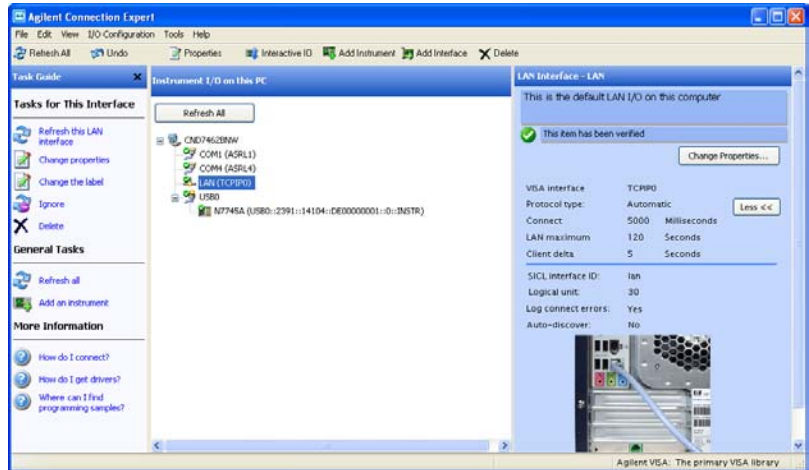 Agilent Connection Expert
File Edit View I/O Configuration Tools Help
Refresh All Undo Properties Interactive IO Add Instrument Add Interface Delete
Task Guide
Tasks for This Interface
Refresh this LAN
interface
Change properties
Change the label
Ignore
Delete
General Tasks
Refresh all
Add an instrument
More Information
How do I connect?
How do I get drivers?
Where can I find
programming samples?
Instrument I/O on this PC
Refresh All
CND7462BNW
COM1 (ASRL1)
COM4 (ASRL4)
LAN (TCPIP0)
USB0
N7745A (USB0::2391::14104::DE00000001::0::INSTR)
LAN Interface - LAN
This is the default LAN I/O on this computer
This item has been verified
Change Properties...
VISA interface TCPIP0
Protocol type: Automatic
Less <<
Connect 5000 Milliseconds
LAN maximum 120 Seconds
Client delta 5 Seconds
SICL interface ID: lan
Logical unit: 30
Log connect errors: Yes
Auto-discover: No
Agilent VISA: The primary VISA library